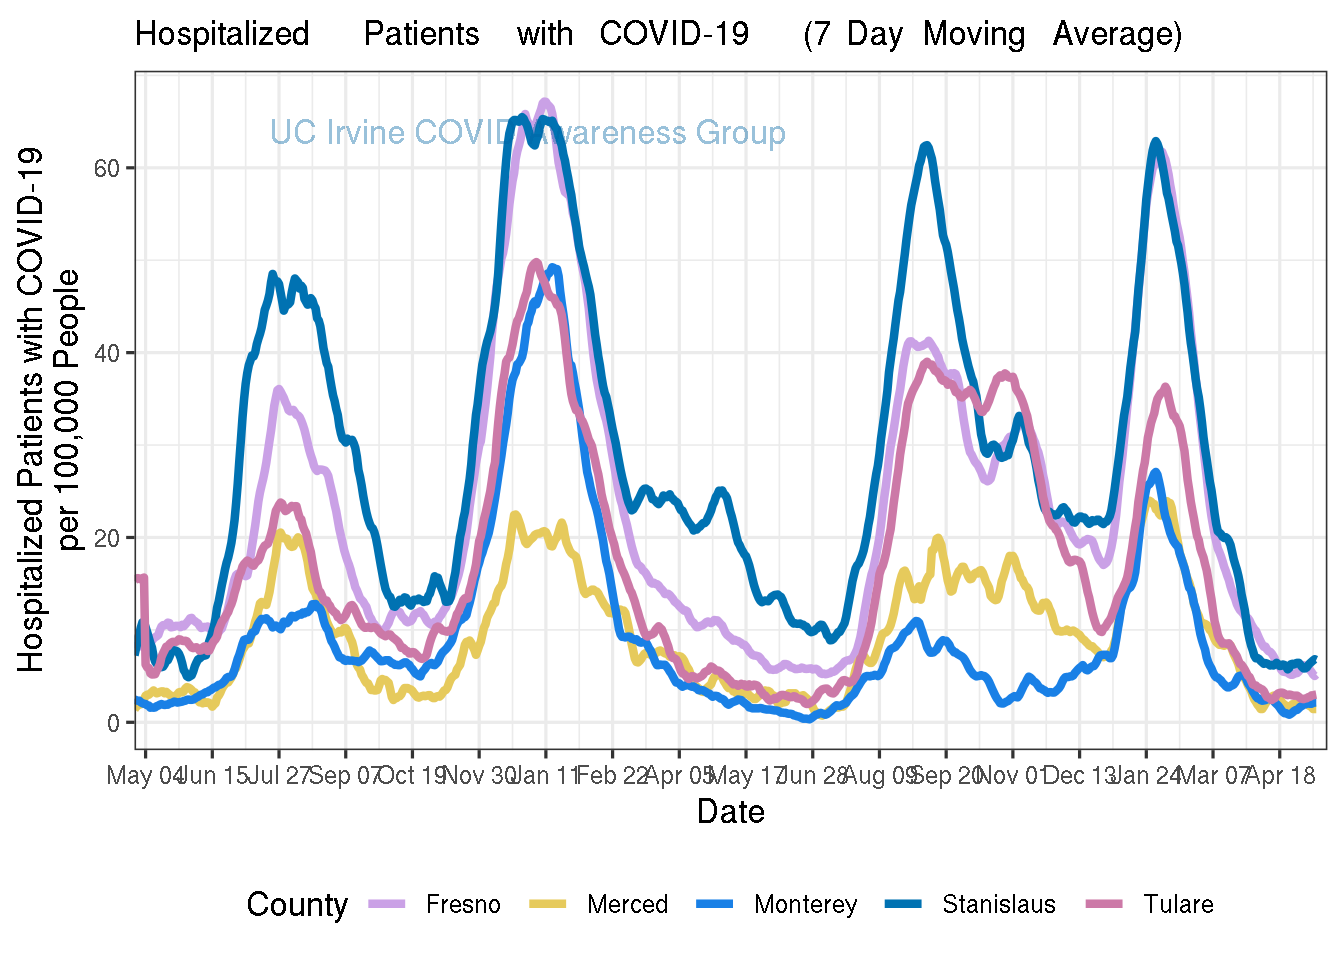 Hospitalized Patients with COVID-19 (7 Day Moving Average)
UC Irvine COVID Awareness Group
Hospitalized Patients with COVID-19
per 100,000 People
60
40
20
0
May 04 Jun 15 Jul 27 Sep 07 Oct 19 Nov 30 Jan 11 Feb 22 Apr 05 May 17 Jun 28 Aug 09 Sep 20 Nov 01 Dec 13 Jan 24 Mar 07 Apr 18
Date
County Fresno Merced Monterey Stanislaus Tulare